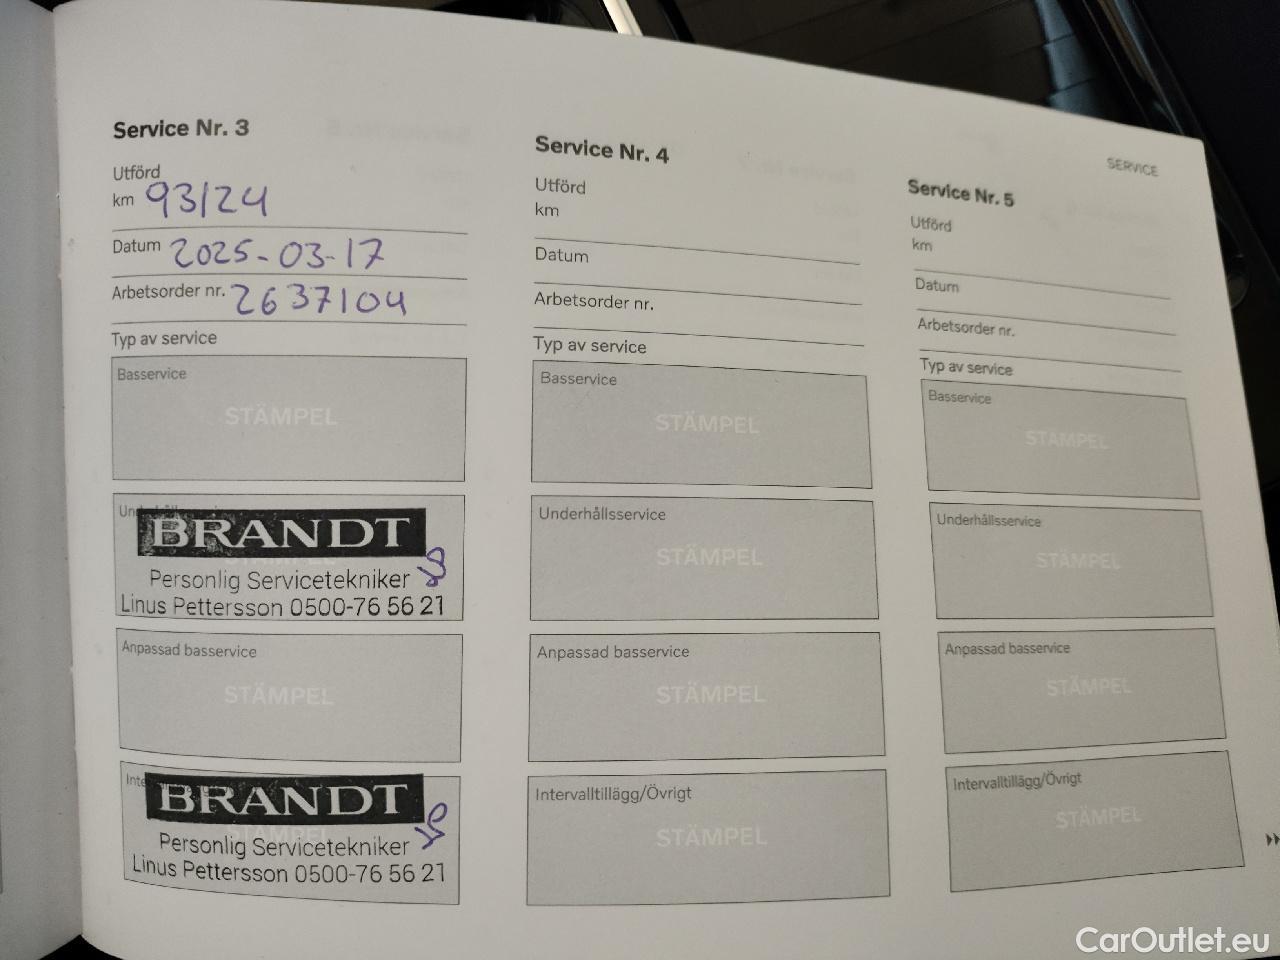 SERVICE
Service Nr. 3
Utförd
km 93124
Datum 2025-03-17
Arbetsorder nr. 2637104
Typ av service
Basservice
STÄMPEL
BRANDT
Personlig Servicetekniker
Linus Pettersson 0500-76 56 21
Anpassad basservice
STÄMPEL
BRANDT
Personlig Servicetekniker
Linus Pettersson 0500-76 56 21
Service Nr. 4
Utförd
km
Datum
Arbetsorder nr.
Typ av service
Basservice
STÄMPEL
Underhållsservice
STÄMPEL
Anpassad basservice
STÄMPEL
Intervalltillägg/Övrigt
STÄMPEL
Service Nr. 5
Utförd
km
Datum
Arbetsorder nr.
Typ av service
Basservice
STÄMPEL
Underhållsservice
STÄMPEL
Anpassad basservice
STÄMPEL
Intervalltillägg/Övrigt
STÄMPEL
CarOutlet.eu